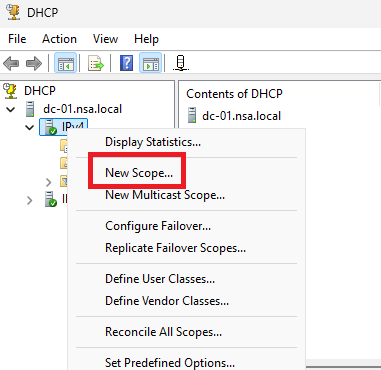 DHCP
File Action View Help
DHCP
Contents of DHCP
dc-01.nsa.local
dc-01.nsa.local
IPv4
Display Statistics...
New Scope...
New Multicast Scope...
Configure Failover...
Replicate Failover Scopes...
Define User Classes...
Define Vendor Classes...
Reconcile All Scopes...
Set Predefined Options...